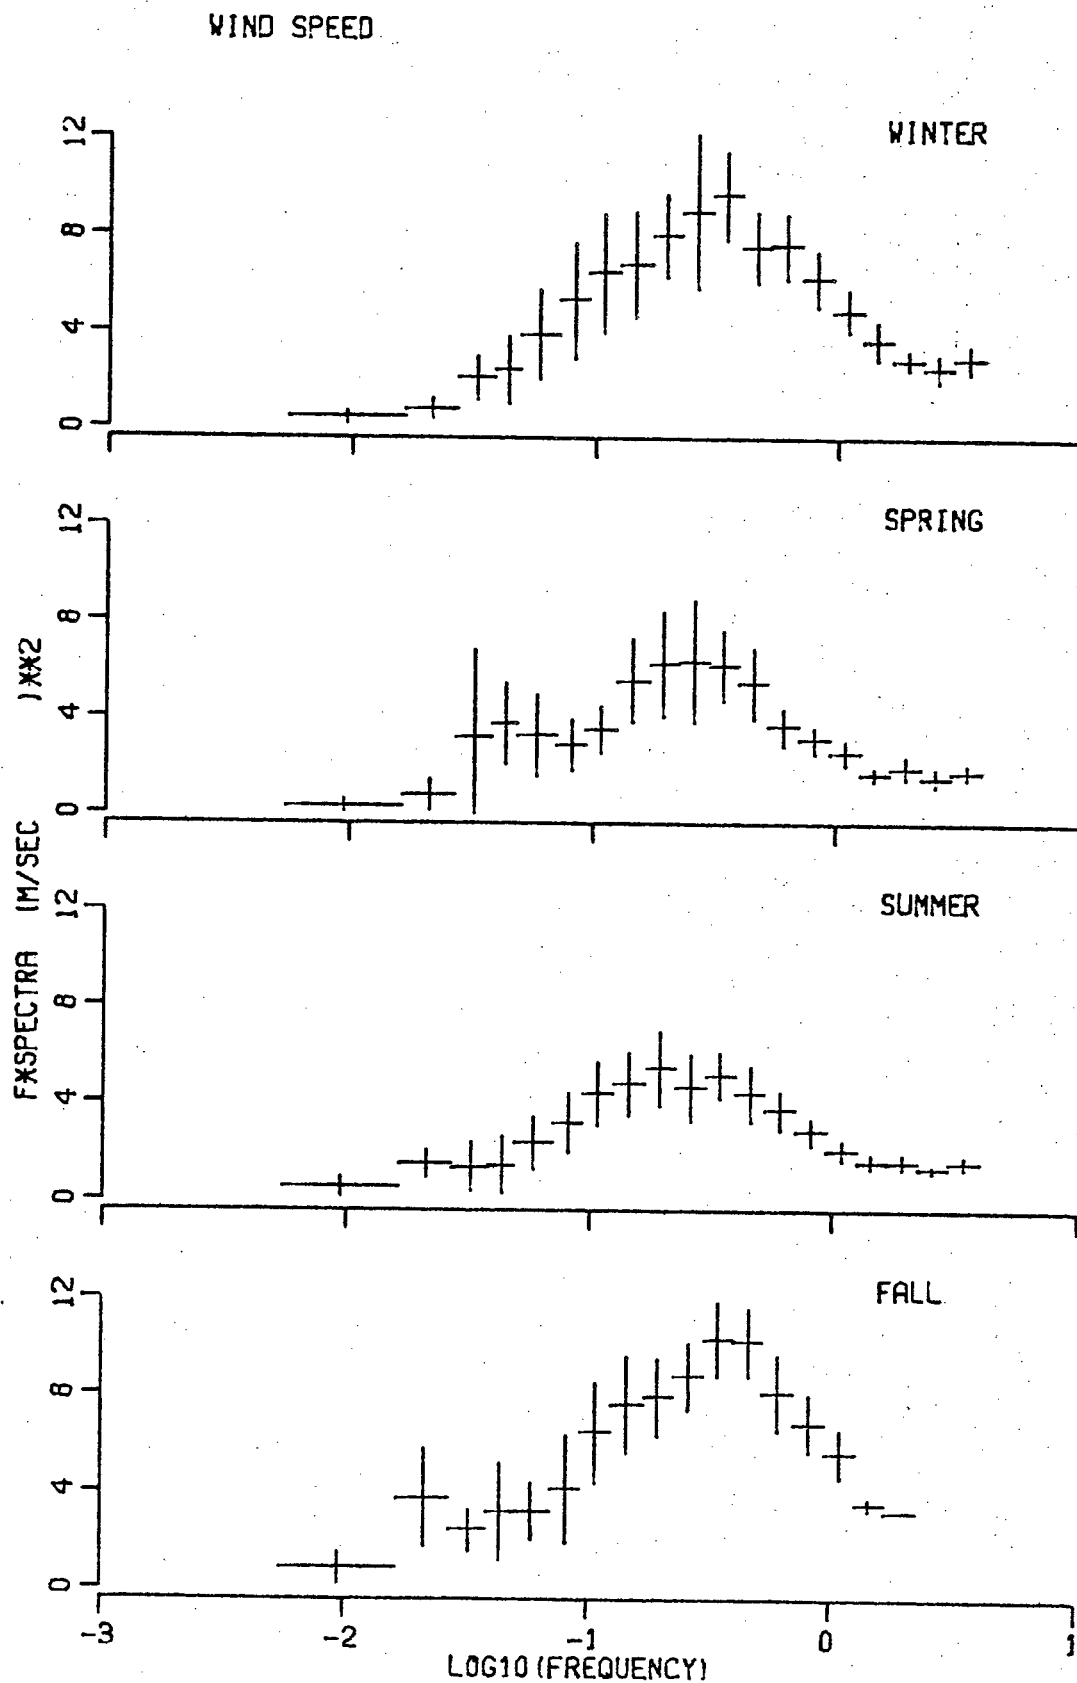 WIND SPEED
WINTER
12
8
4
0
SPRING
12
8
4
0
SUMMER
12
8
4
0
FALL
12
8
4
0
F*SPECTRA (M/SEC )**2
-3 -2 -1 0 1
LOG10(FREQUENCY)